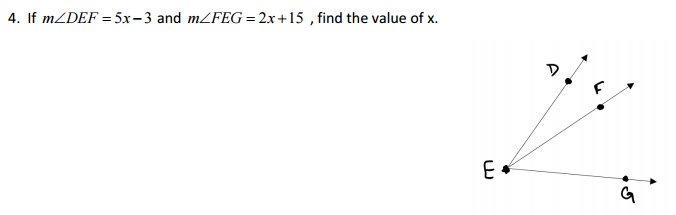 4. If m∠DEF = 5x−3 and m∠FEG = 2x+15 , find the value of x.
D
F
E
G